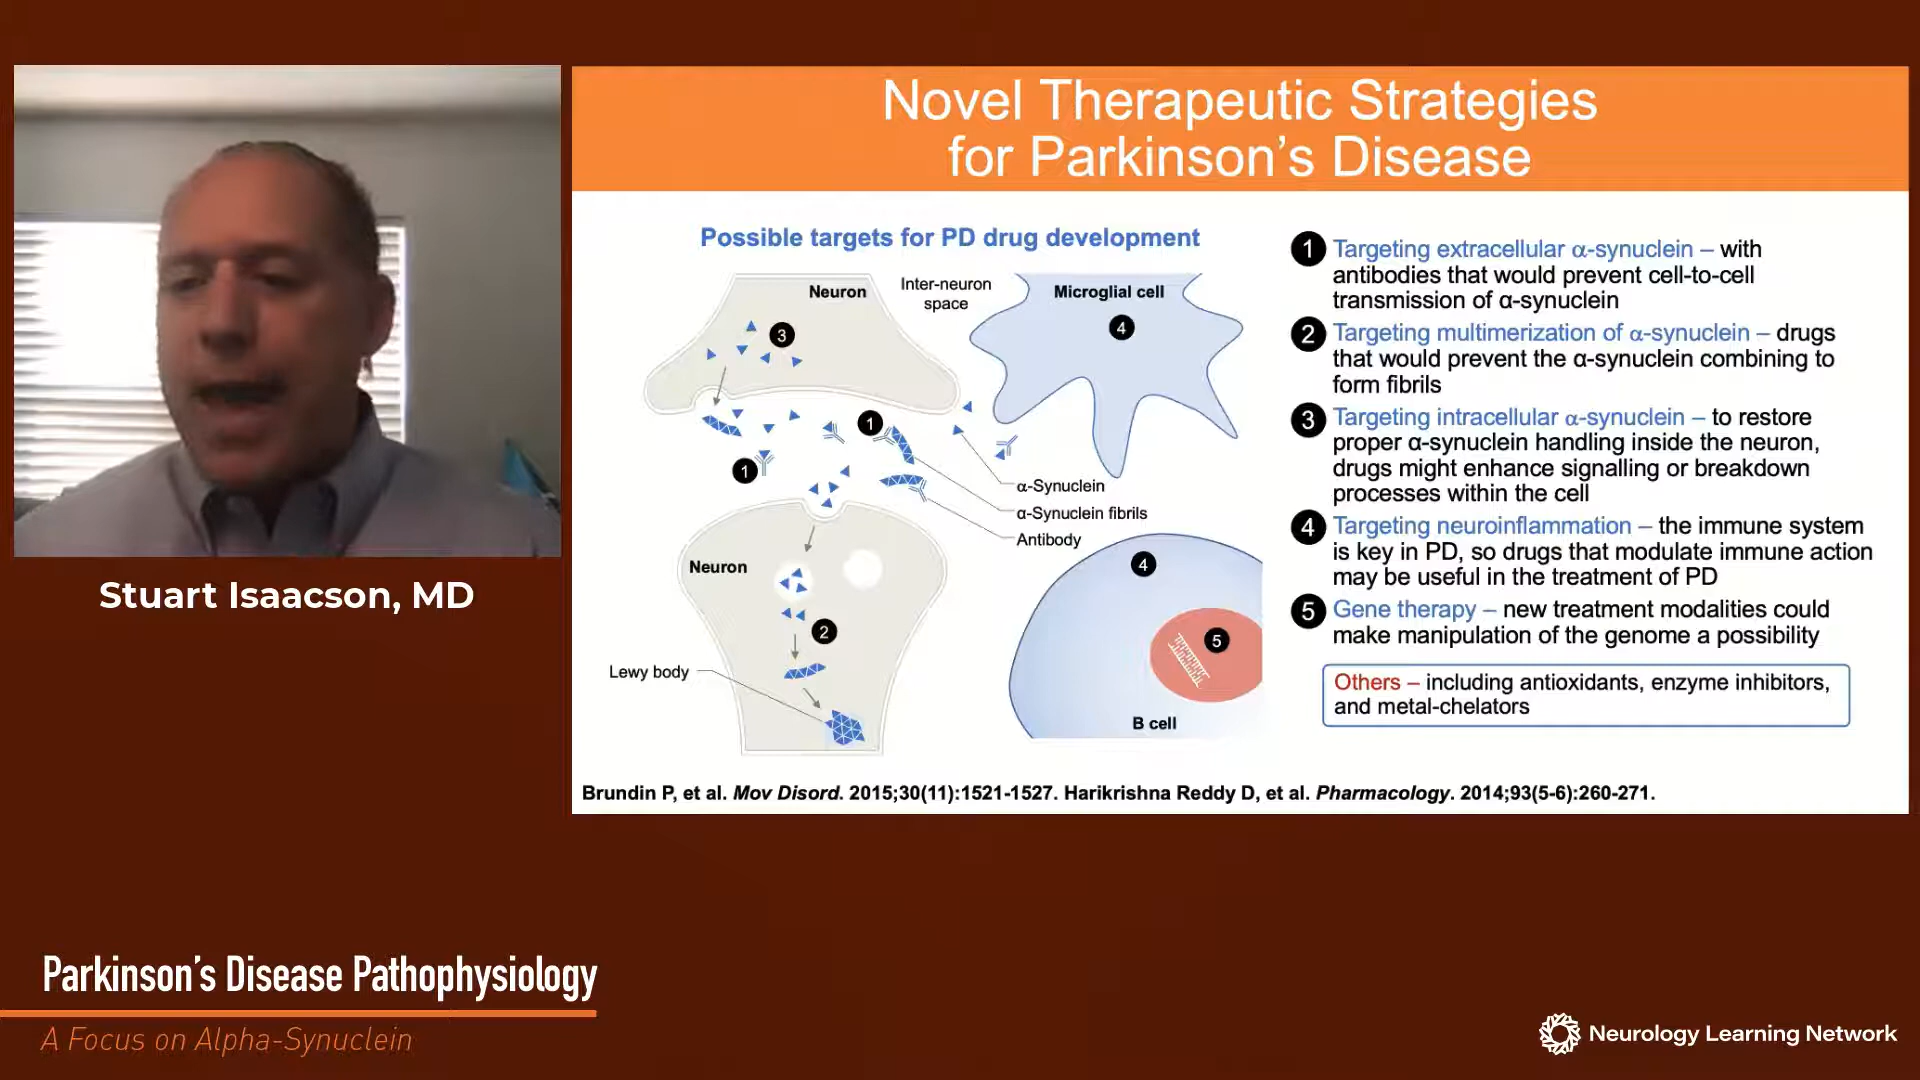 Novel Therapeutic Strategies
for Parkinson’s Disease
Possible targets for PD drug development
Neuron
Inter-neuron
space
Microglial cell
3
4
1
1
α-Synuclein
α-Synuclein fibrils
Antibody
Neuron
4
2
5
Lewy body
B cell
1 Targeting extracellular α-synuclein – with
antibodies that would prevent cell-to-cell
transmission of α-synuclein
2 Targeting multimerization of α-synuclein – drugs
that would prevent the α-synuclein combining to
form fibrils
3 Targeting intracellular α-synuclein – to restore
proper α-synuclein handling inside the neuron,
drugs might enhance signalling or breakdown
processes within the cell
4 Targeting neuroinflammation – the immune system
is key in PD, so drugs that modulate immune action
may be useful in the treatment of PD
5 Gene therapy – new treatment modalities could
make manipulation of the genome a possibility
Others – including antioxidants, enzyme inhibitors,
and metal-chelators
Brundin P, et al. Mov Disord. 2015;30(11):1521-1527. Harikrishna Reddy D, et al. Pharmacology. 2014;93(5-6):260-271.
Stuart Isaacson, MD
Parkinson’s Disease Pathophysiology
A Focus on Alpha-Synuclein
Neurology Learning Network